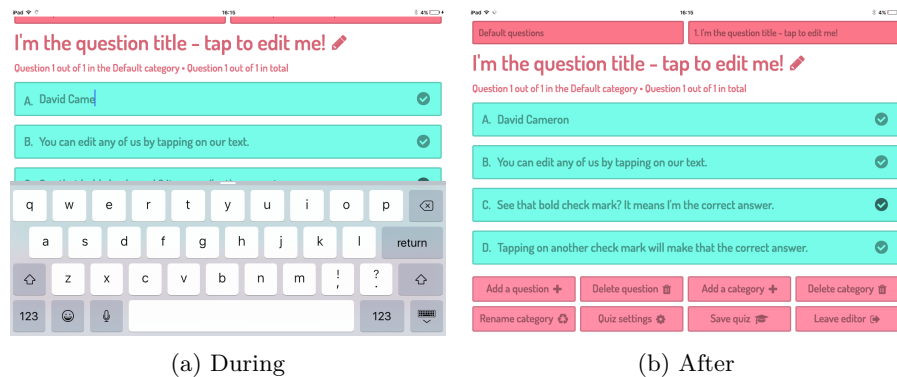 iPad
16:15
4%
I'm the question title - tap to edit me!
Question 1 out of 1 in the Default category • Question 1 out of 1 in total
A. David Came
B. You can edit any of us by tapping on our text.
q w e r t y u i o p
a s d f g h j k l return
z x c v b n m ! , ? .
123 123
(a) During
iPad
16:15
4%
Default questions
1. I'm the question title - tap to edit me!
I'm the question title - tap to edit me!
Question 1 out of 1 in the Default category • Question 1 out of 1 in total
A. David Cameron
B. You can edit any of us by tapping on our text.
C. See that bold check mark? It means I'm the correct answer.
D. Tapping on another check mark will make that the correct answer.
Add a question Delete question Add a category Delete category
Rename category Quiz settings Save quiz Leave editor
(b) After